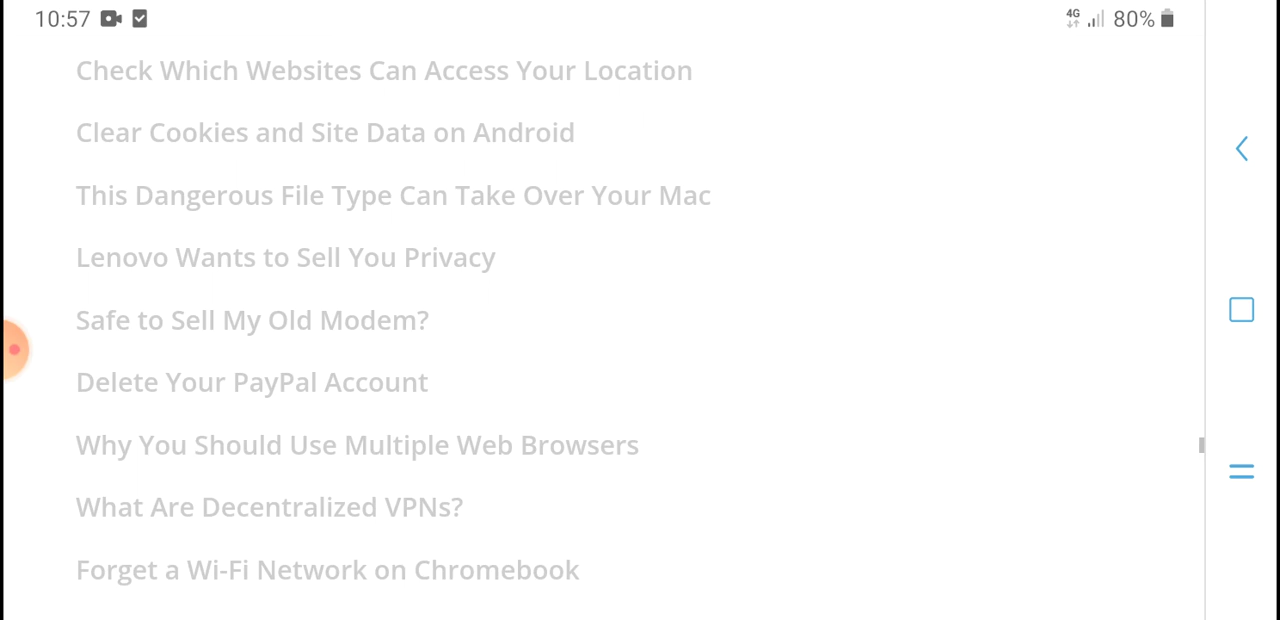 10:57
4G
80%
Check Which Websites Can Access Your Location
Clear Cookies and Site Data on Android
This Dangerous File Type Can Take Over Your Mac
Lenovo Wants to Sell You Privacy
Safe to Sell My Old Modem?
Delete Your PayPal Account
Why You Should Use Multiple Web Browsers
What Are Decentralized VPNs?
Forget a Wi-Fi Network on Chromebook